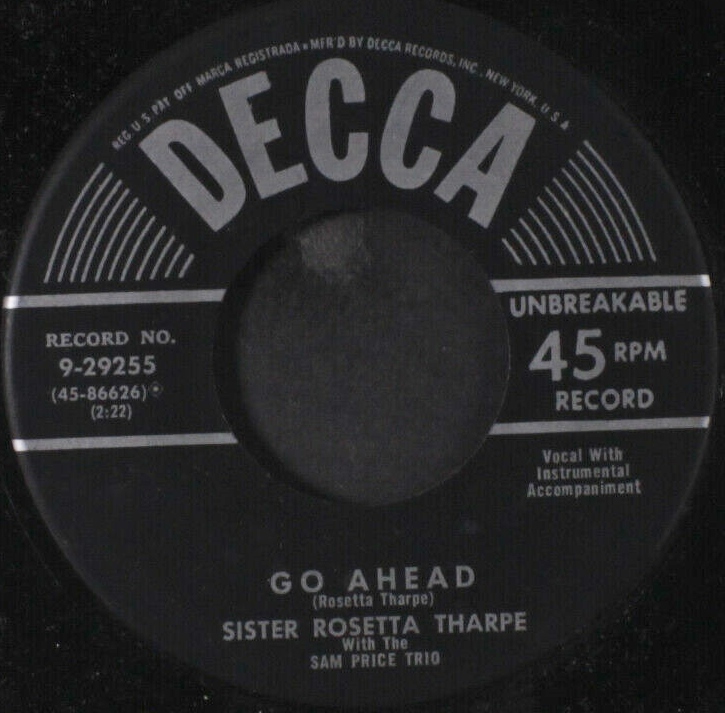 REG. U.S. PAT. OFF. MARCA REGISTRADA • MFR'D BY DECCA RECORDS, INC., NEW YORK, U.S.A.
DECCA
RECORD NO.
9-29255
(45-86626)
(2:22)
UNBREAKABLE
45 RPM
RECORD
Vocal With
Instrumental
Accompaniment
GO AHEAD
(Rosetta Tharpe)
SISTER ROSETTA THARPE
With The
SAM PRICE TRIO